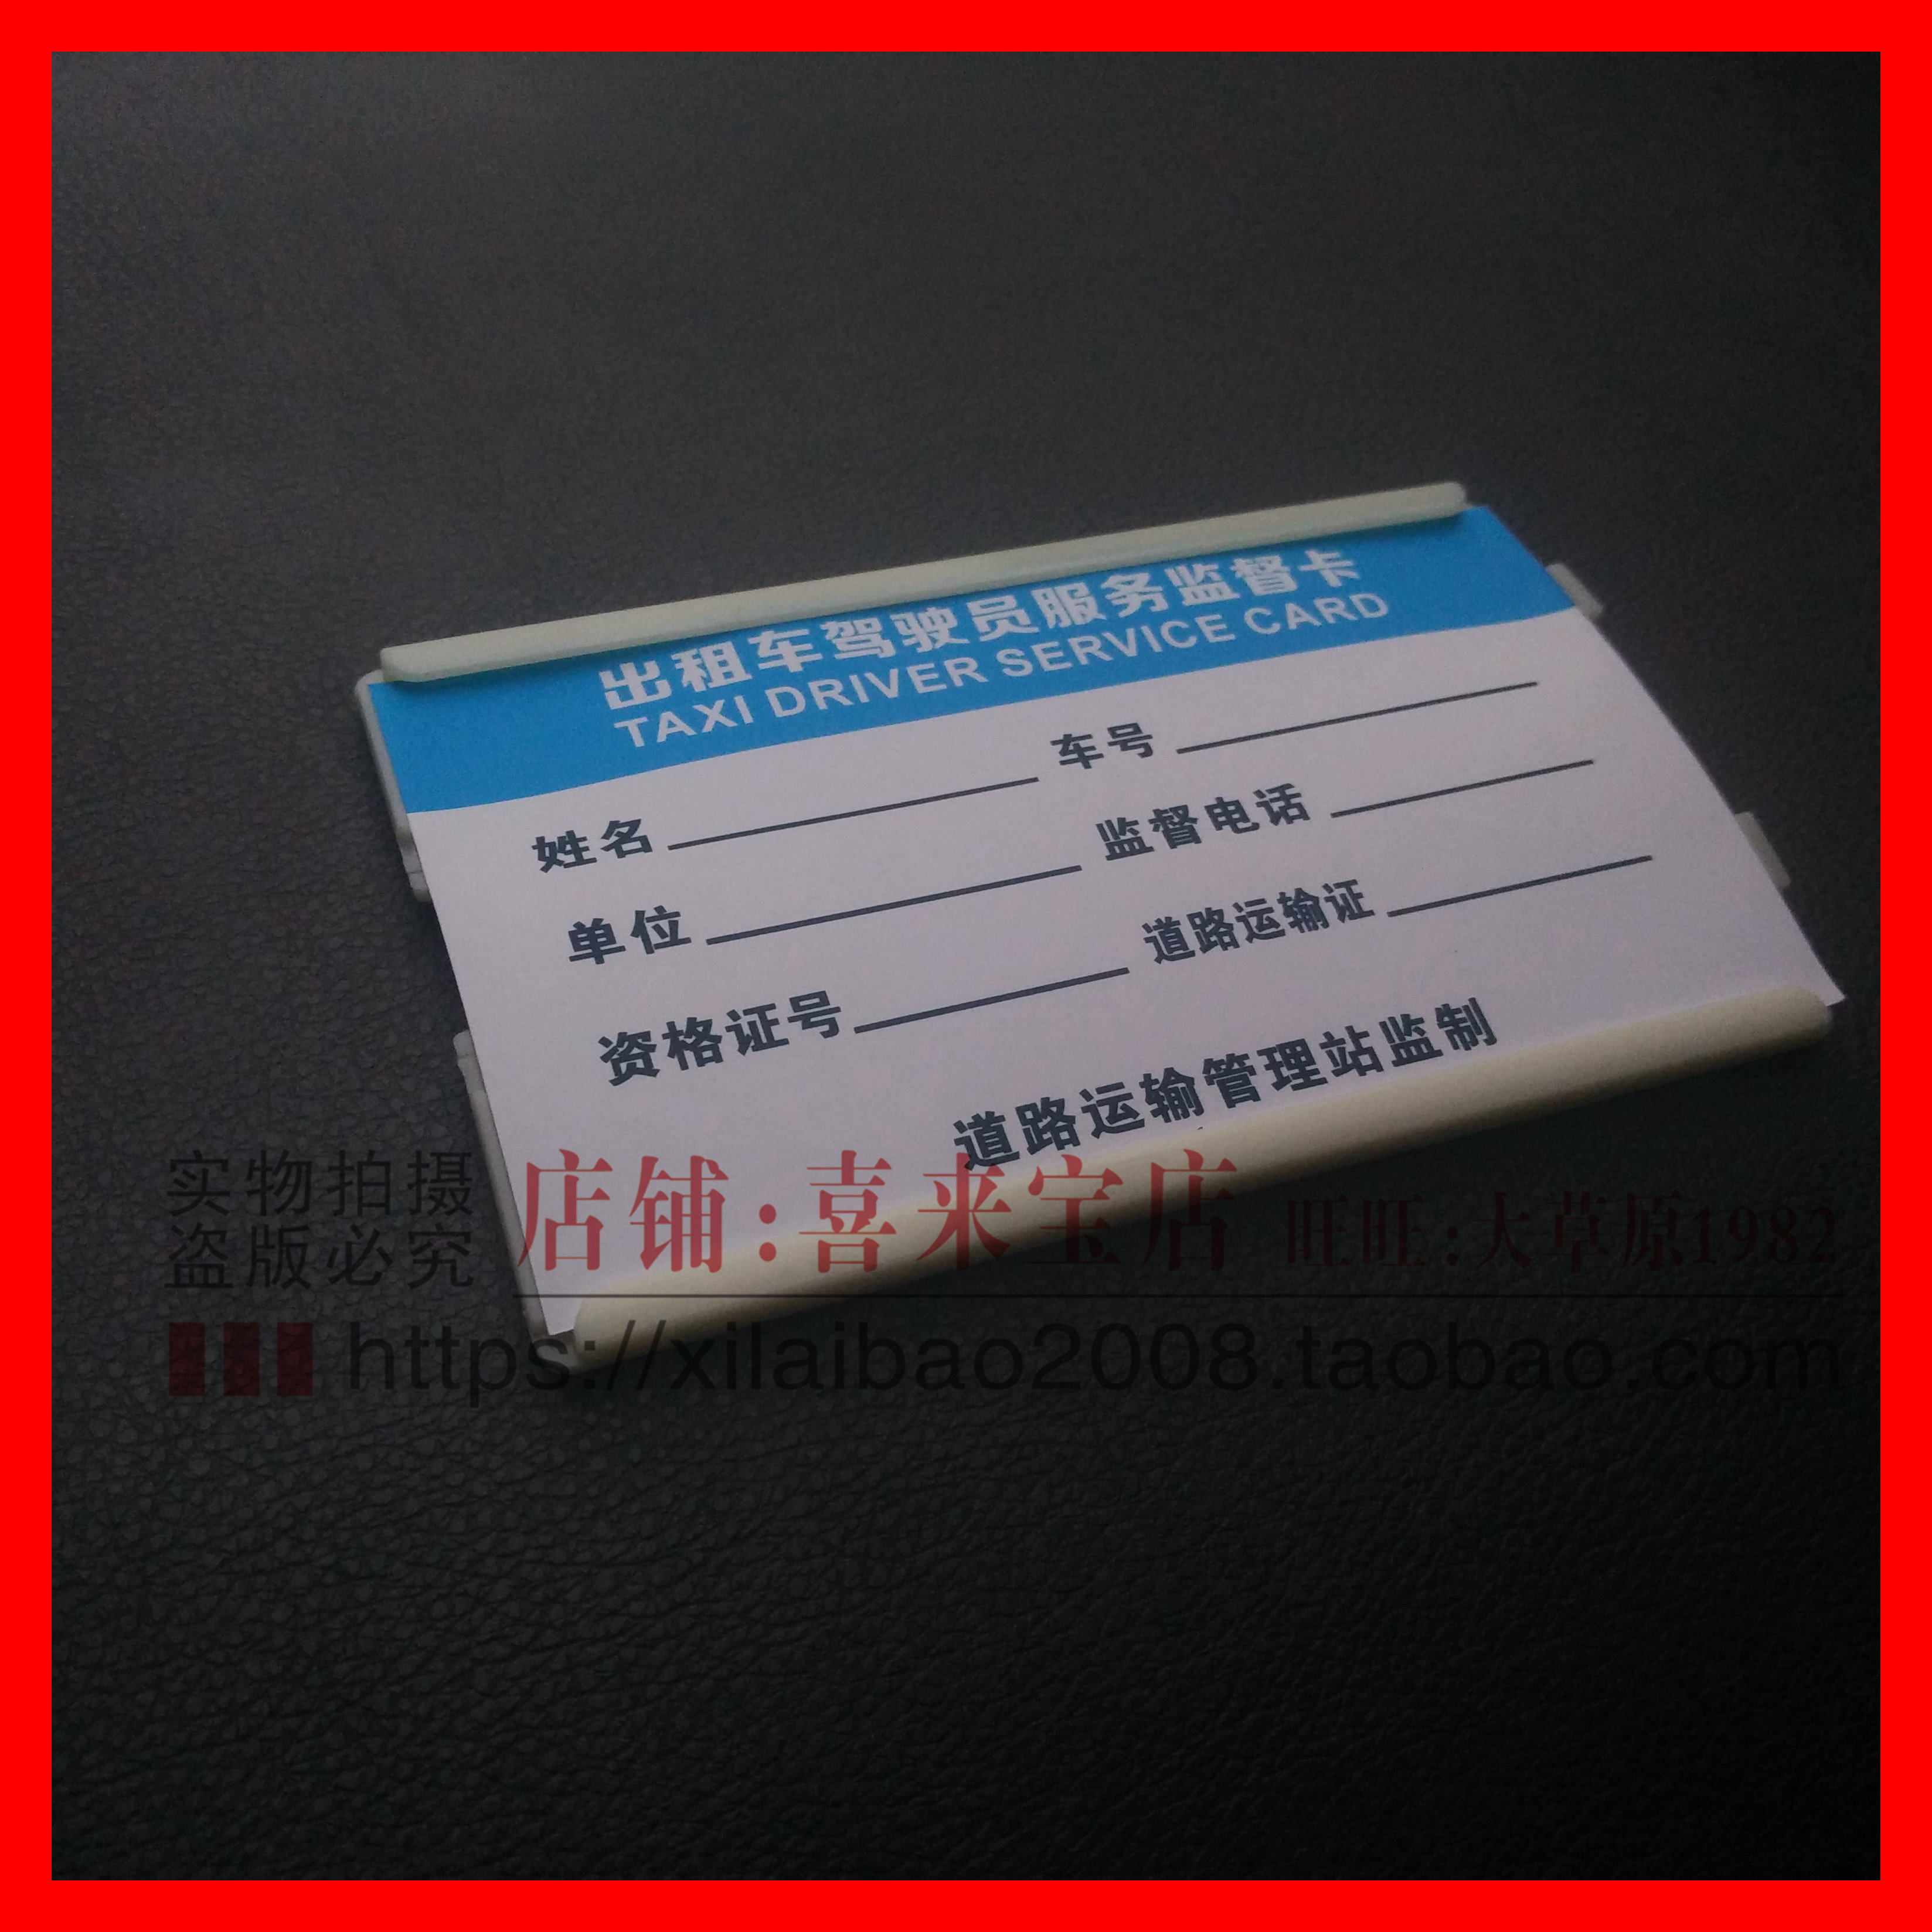 出租车驾驶员服务监督卡
TAXI DRIVER SERVICE CARD
姓名 车号
单位 监督电话
资格证号 道路运输证
道路运输管理站监制
实物拍摄
盗版必究
店铺:喜来宝店 旺旺:大草原1982
https://xilaibao2008.taobao.com